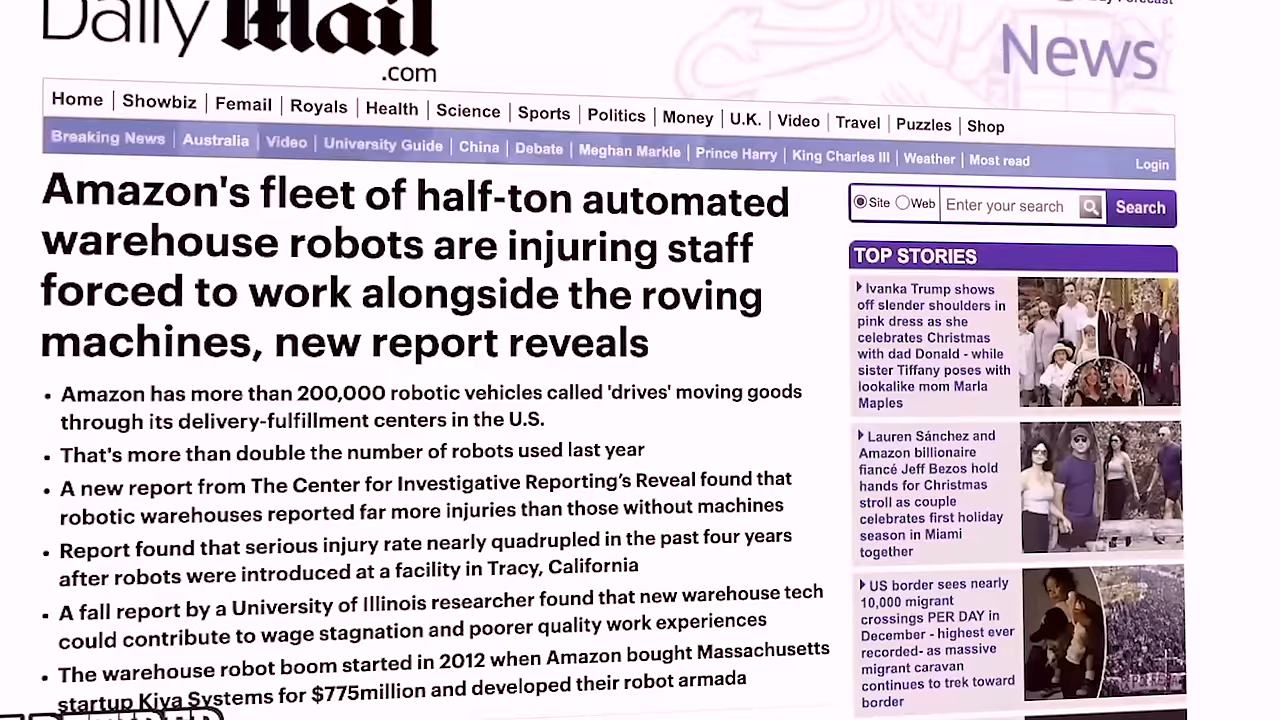 Daily Mail
.com
News
Home Showbiz Femail Royals Health Science Sports Politics Money U.K. Video Travel Puzzles Shop
Breaking News Australia Video University Guide China Debate Meghan Markle Prince Harry King Charles III Weather Most read
Login
Amazon's fleet of half-ton automated
warehouse robots are injuring staff
forced to work alongside the roving
machines, new report reveals
• Amazon has more than 200,000 robotic vehicles called 'drives' moving goods
through its delivery-fulfillment centers in the U.S.
• That's more than double the number of robots used last year
• A new report from The Center for Investigative Reporting's Reveal found that
robotic warehouses reported far more injuries than those without machines
• Report found that serious injury rate nearly quadrupled in the past four years
after robots were introduced at a facility in Tracy, California
• A fall report by a University of Illinois researcher found that new warehouse tech
could contribute to wage stagnation and poorer quality work experiences
• The warehouse robot boom started in 2012 when Amazon bought Massachusetts
startup Kiva Systems for $775million and developed their robot armada
Site Web Enter your search Search
TOP STORIES
Ivanka Trump shows
off slender shoulders in
pink dress as she
celebrates Christmas
with dad Donald - while
sister Tiffany poses with
lookalike mom Marla
Maples
Lauren Sánchez and
Amazon billionaire
fiancé Jeff Bezos hold
hands for Christmas
stroll as couple
celebrates first holiday
season in Miami
together
US border sees nearly
10,000 migrant
crossings PER DAY in
December - highest ever
recorded- as massive
migrant caravan
continues to trek toward
border